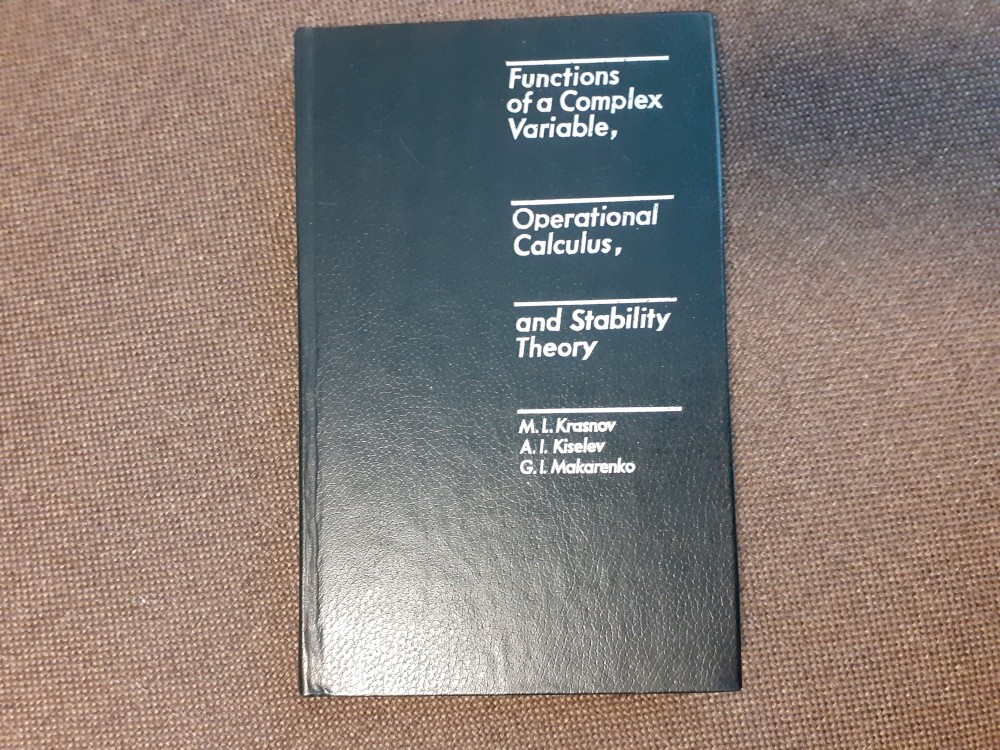 Functions
of a Complex
Variable,
Operational
Calculus,
and Stability
Theory
M. L. Krasnov
A. I. Kiselev
G. I. Makarenko